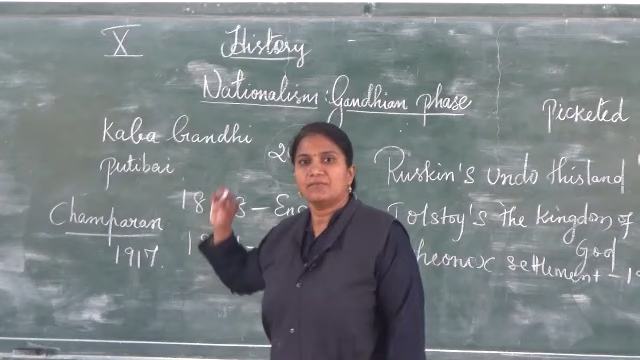 X History
Nationalism : Gandhian phase
Picketed
Kaba Gandhi
putibai
Ruskin's undo this land
Champaran
Tolstoy's the kingdom of
God
1917.
settlement